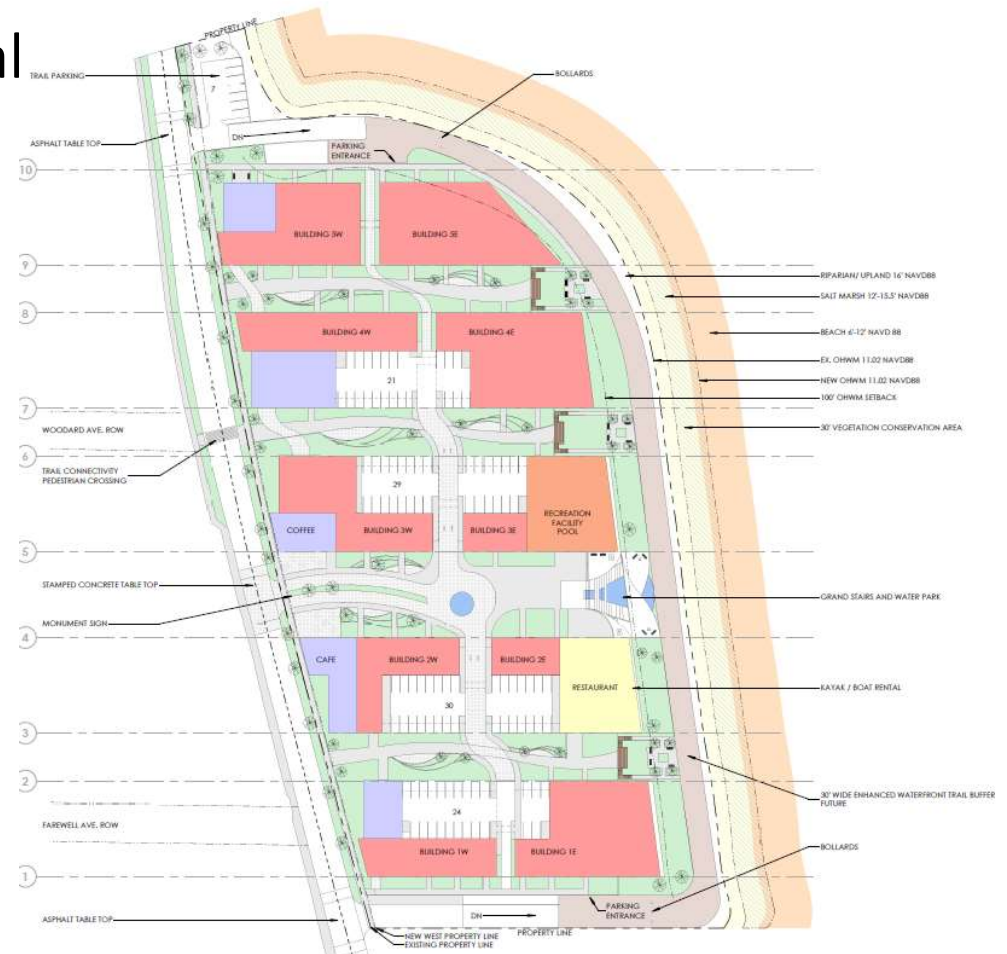 al
PROPERTY LINE
TRAIL PARKING
7
BOLLARDS
ASPHALT TABLE TOP
DN
PARKING
ENTRANCE
10
BUILDING 5W
BUILDING 5E
9
RIPARIAN/ UPLAND 16' NAVD88
SALT MARSH 12'-15.5' NAVD88
8
BUILDING 4W
BUILDING 4E
BEACH 6'-12' NAVD 88
EX. OHWM 11.02 NAVD88
21
NEW OHWM 11.02 NAVD88
100' OHWM SETBACK
7
WOODARD AVE. ROW
30' VEGETATION CONSERVATION AREA
6
TRAIL CONNECTIVITY
PEDESTRIAN CROSSING
29
RECREATION
FACILITY
POOL
COFFEE
BUILDING 3W
BUILDING 3E
5
STAMPED CONCRETE TABLE TOP
GRAND STAIRS AND WATER PARK
MONUMENT SIGN
4
CAFE
BUILDING 2W
BUILDING 2E
RESTAURANT
KAYAK / BOAT RENTAL
30
3
2
30' WIDE ENHANCED WATERFRONT TRAIL BUFFER
FUTURE
24
FAREWELL AVE. ROW
BUILDING 1W
BUILDING 1E
BOLLARDS
1
PARKING
ENTRANCE
DN
ASPHALT TABLE TOP
PROPERTY LINE
NEW WEST PROPERTY LINE
EXISTING PROPERTY LINE